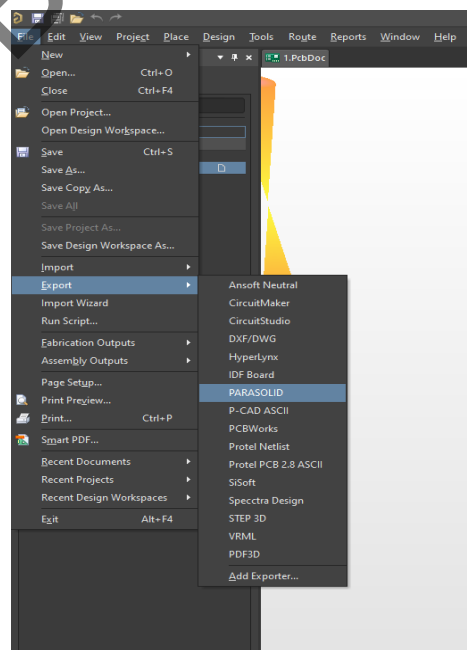 File Edit View Project Place Design Tools Route Reports Window Help
1.PcbDoc
New
Open... Ctrl+O
Close Ctrl+F4
Open Project...
Open Design Workspace...
Save Ctrl+S
Save As...
Save Copy As...
Save All
Save Project As...
Save Design Workspace As...
Import
Export
Import Wizard
Run Script...
Fabrication Outputs
Assembly Outputs
Page Setup...
Print Preview...
Print... Ctrl+P
Smart PDF...
Recent Documents
Recent Projects
Recent Design Workspaces
Exit Alt+F4
Ansoft Neutral
CircuitMaker
CircuitStudio
DXF/DWG
HyperLynx
IDF Board
PARASOLID
P-CAD ASCII
PCBWorks
Protel Netlist
Protel PCB 2.8 ASCII
SiSoft
Specctra Design
STEP 3D
VRML
PDF3D
Add Exporter...